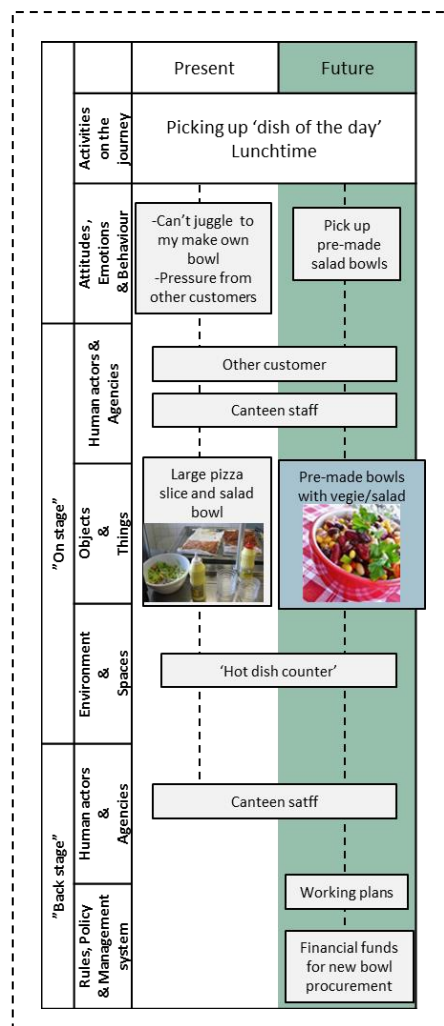 Present
Future
Activities
on the
journey
Picking up ‘dish of the day’
Lunchtime
Attitudes ,
Emotions
& Behaviour
-Can’t juggle to
my make own
bowl
-Pressure from
other customers
Pick up
pre-made
salad bowls
”On stage”
Human actors &
Agencies
Other customer
Canteen staff
Objects
&
Things
Large pizza
slice and salad
bowl
Pre-made bowls
with vegie/salad
Environment
&
Spaces
‘Hot dish counter’
”Back stage”
Human actors
&
Agencies
Canteen satff
Rules, Policy
& Management
system
Working plans
Financial funds
for new bowl
procurement